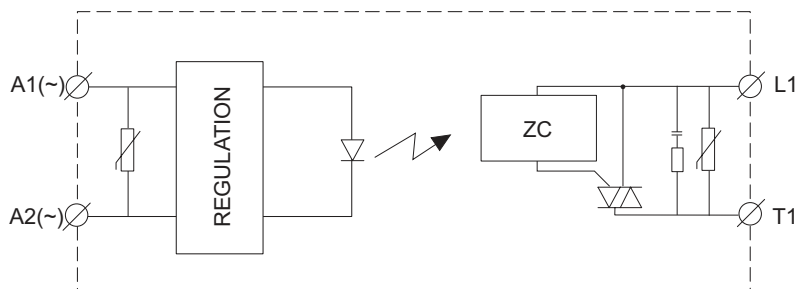 A1(~)
A2(~)
REGULATION
ZC
L1
T1